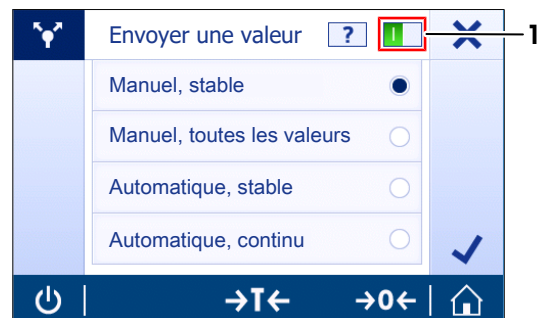 Envoyer une valeur ? 1
Manuel, stable
Manuel, toutes les valeurs
Automatique, stable
Automatique, continu
→T← →0←